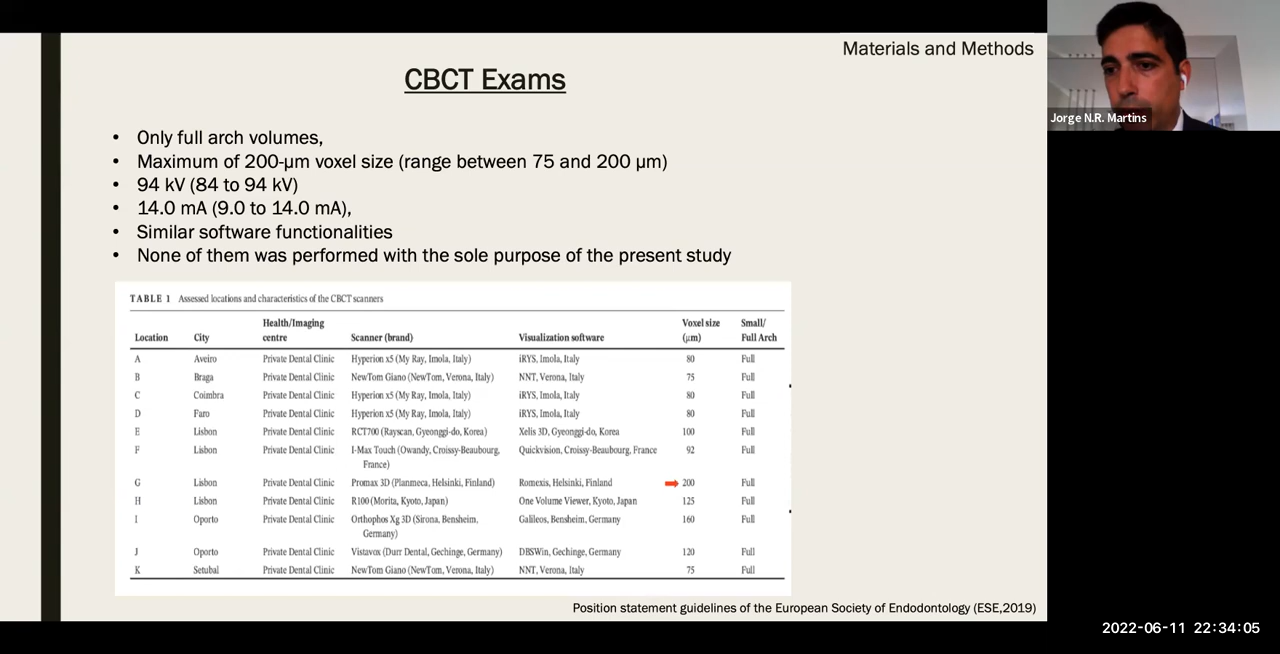 Materials and Methods
CBCT Exams
• Only full arch volumes,
• Maximum of 200-µm voxel size (range between 75 and 200 µm)
• 94 kV (84 to 94 kV)
• 14.0 mA (9.0 to 14.0 mA),
• Similar software functionalities
• None of them was performed with the sole purpose of the present study
TABLE 1 Assessed locations and characteristics of the CBCT scanners
Health/Imaging Voxel size Small/
Location City centre Scanner (brand) Visualization software (µm) Full Arch
A Aveiro Private Dental Clinic Hyperion x5 (My Ray, Imola, Italy) iRYS, Imola, Italy 80 Full
B Braga Private Dental Clinic NewTom Giano (NewTom, Verona, Italy) NNT, Verona, Italy 75 Full
C Coimbra Private Dental Clinic Hyperion x5 (My Ray, Imola, Italy) iRYS, Imola, Italy 80 Full
D Faro Private Dental Clinic Hyperion x5 (My Ray, Imola, Italy) iRYS, Imola, Italy 80 Full
E Lisbon Private Dental Clinic RCT700 (Rayscan, Gyeonggi-do, Korea) Xelis 3D, Gyeonggi-do, Korea 100 Full
F Lisbon Private Dental Clinic I-Max Touch (Owandy, Croissy-Beaubourg, Quickvision, Croissy-Beaubourg, France 92 Full
France)
G Lisbon Private Dental Clinic Promax 3D (Planmeca, Helsinki, Finland) Romexis, Helsinki, Finland 200 Full
H Lisbon Private Dental Clinic R100 (Morita, Kyoto, Japan) One Volume Viewer, Kyoto, Japan 125 Full
I Oporto Private Dental Clinic Orthophos Xg 3D (Sirona, Bensheim, Galileos, Bensheim, Germany 160 Full
Germany)
J Oporto Private Dental Clinic Vistavox (Durr Dental, Gechinge, Germany) DBSWin, Gechinge, Germany 120 Full
K Setubal Private Dental Clinic NewTom Giano (NewTom, Verona, Italy) NNT, Verona, Italy 75 Full
Position statement guidelines of the European Society of Endodontology (ESE,2019)
Jorge N.R. Martins
2022-06-11 22:34:05